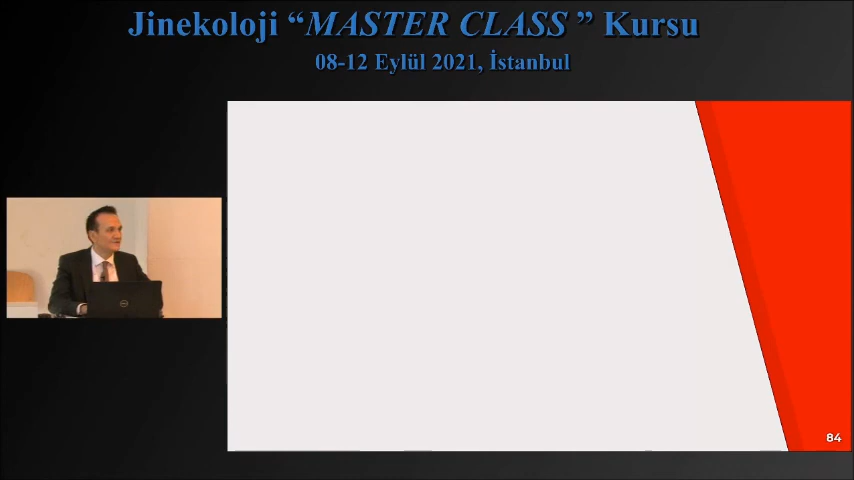 Jinekoloji “MASTER CLASS ” Kursu
08-12 Eylül 2021, İstanbul
84